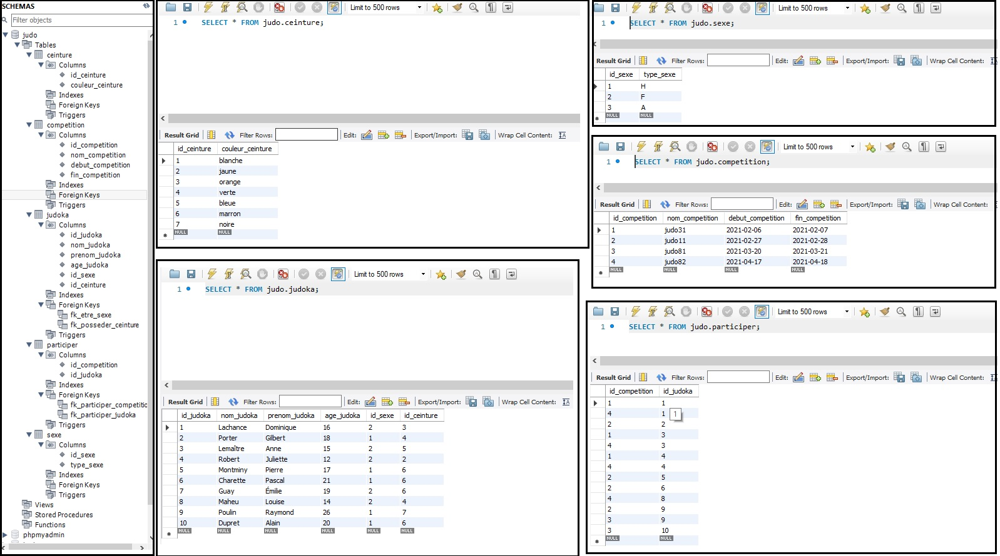 SCHEMAS
Filter objects
judo
Tables
ceinture
Columns
id_ceinture
couleur_ceinture
Indexes
Foreign Keys
Triggers
competition
Columns
id_competition
nom_competition
debut_competition
fin_competition
Indexes
Foreign Keys
Triggers
judoka
Columns
id_judoka
nom_judoka
prenom_judoka
age_judoka
id_sexe
id_ceinture
Indexes
Foreign Keys
fk_etre_sexe
fk_posseder_ceinture
Triggers
participer
Columns
id_competition
id_judoka
Indexes
Foreign Keys
fk_participer_competitio
fk_participer_judoka
Triggers
sexe
Columns
id_sexe
type_sexe
Indexes
Foreign Keys
Triggers
Views
Stored Procedures
Functions
phpmyadmin
Limit to 500 rows
1 SELECT * FROM judo.ceinture;
Result Grid Filter Rows: Edit: Export/Import: Wrap Cell Content:
id_ceinture couleur_ceinture
1 blanche
2 jaune
3 orange
4 verte
5 bleue
6 marron
7 noire
NULL NULL
Limit to 500 rows
1 SELECT * FROM judo.judoka;
Result Grid Filter Rows: Edit: Export/Import: Wrap Cell Content:
id_judoka nom_judoka prenom_judoka age_judoka id_sexe id_ceinture
1 Lachance Dominique 16 2 3
2 Porter Gilbert 18 1 4
3 Lemaître Anne 15 2 5
4 Robert Juliette 12 2 2
5 Montminy Pierre 17 1 6
6 Charette Pascal 21 1 6
7 Guay Émilie 19 2 6
8 Maheu Louise 14 2 4
9 Poulin Raymond 26 1 7
10 Dupret Alain 20 1 6
NULL NULL NULL NULL NULL NULL
Limit to 500 rows
1 SELECT * FROM judo.sexe;
Result Grid Filter Rows: Edit: Export/Import: Wrap Cell Content:
id_sexe type_sexe
1 H
2 F
3 A
NULL NULL
Limit to 500 rows
1 SELECT * FROM judo.competition;
Result Grid Filter Rows: Edit: Export/Import: Wrap Cell Content:
id_competition nom_competition debut_competition fin_competition
1 judo31 2021-02-06 2021-02-07
2 judo11 2021-02-27 2021-02-28
3 judo81 2021-03-20 2021-03-21
4 judo82 2021-04-17 2021-04-18
NULL NULL NULL NULL
Limit to 500 rows
1 SELECT * FROM judo.participer;
Result Grid Filter Rows: Edit: Export/Import: Wrap Cell Content:
id_competition id_judoka
1 1
4 1 1
2 2
1 3
4 3
1 4
4 4
2 5
2 6
4 8
2 9
3 9
3 10
NULL NULL